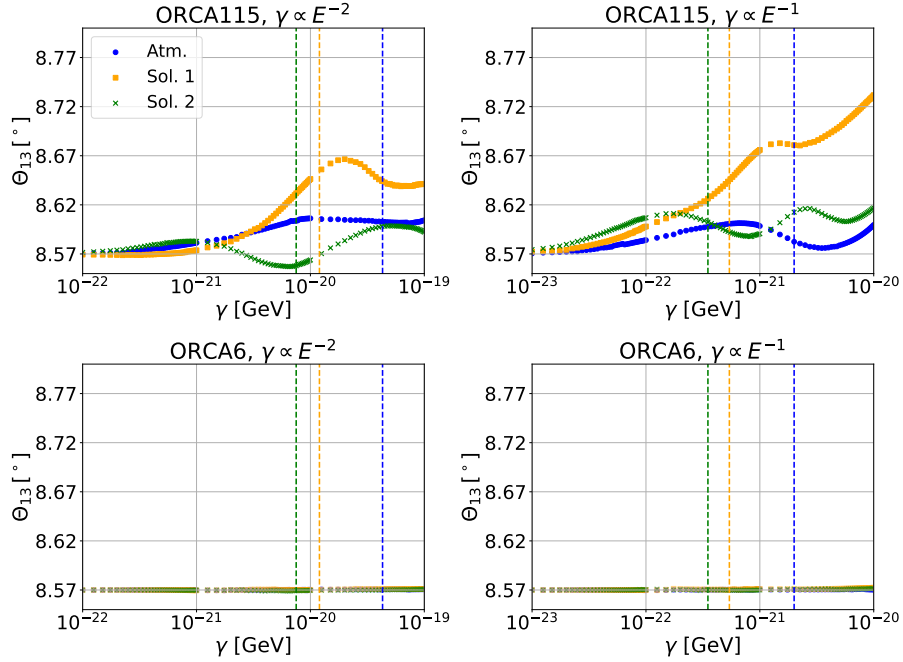 ORCA115, γ ∝ E⁻²
8.77
8.72
8.67
8.62
8.57
Θ₁₃ [°]
Atm.
Sol. 1
Sol. 2
10⁻²² 10⁻²¹ 10⁻²⁰ 10⁻¹⁹
γ [GeV]
ORCA115, γ ∝ E⁻¹
8.77
8.72
8.67
8.62
8.57
Θ₁₃ [°]
10⁻²³ 10⁻²² 10⁻²¹ 10⁻²⁰
γ [GeV]
ORCA6, γ ∝ E⁻²
8.77
8.72
8.67
8.62
8.57
Θ₁₃ [°]
10⁻²² 10⁻²¹ 10⁻²⁰ 10⁻¹⁹
γ [GeV]
ORCA6, γ ∝ E⁻¹
8.77
8.72
8.67
8.62
8.57
Θ₁₃ [°]
10⁻²³ 10⁻²² 10⁻²¹ 10⁻²⁰
γ [GeV]